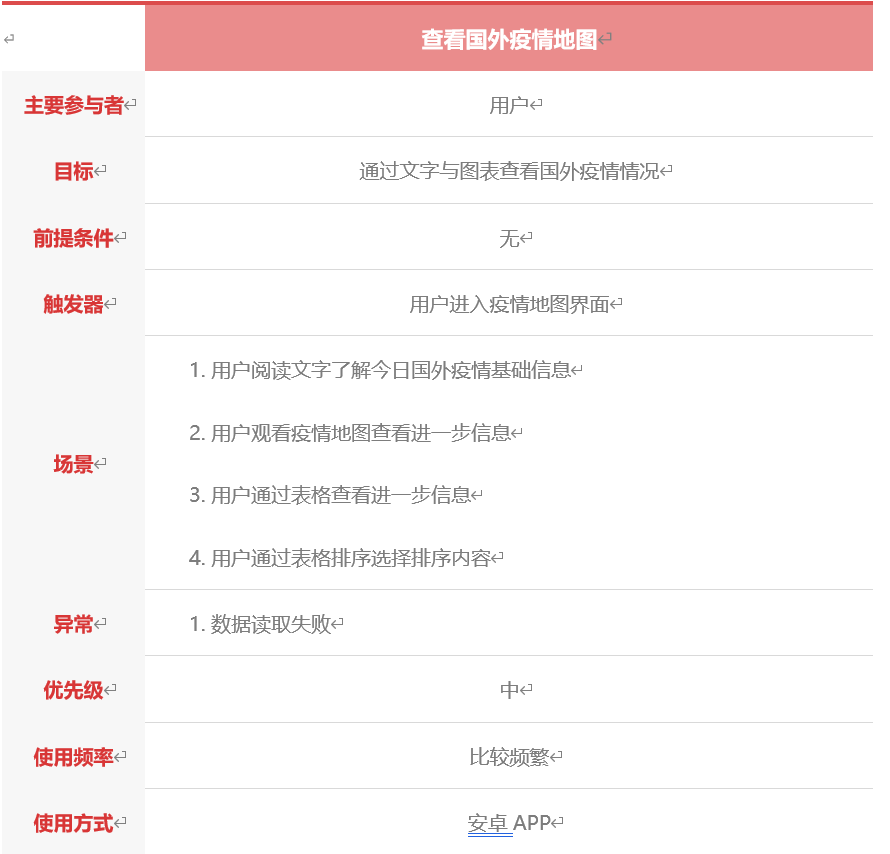 查看国外疫情地图
主要参与者 用户
目标 通过文字与图表查看国外疫情情况
前提条件 无
触发器 用户进入疫情地图界面
场景
1. 用户阅读文字了解今日国外疫情基础信息
2. 用户观看疫情地图查看进一步信息
3. 用户通过表格查看进一步信息
4. 用户通过表格排序选择排序内容
异常 1. 数据读取失败
优先级 中
使用频率 比较频繁
使用方式 安卓 APP